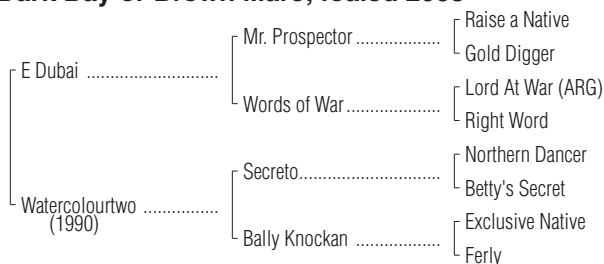 Dark Bay or Brown Mare; foaled
Raise a Native
Mr. Prospector ...................
Gold Digger
E Dubai .............................
Lord At War (ARG)
Words of War.....................
Right Word
Northern Dancer
Secreto...............................
Betty's Secret
Watercolourtwo ................
(1990)
Exclusive Native
Bally Knockan ..................
Ferly